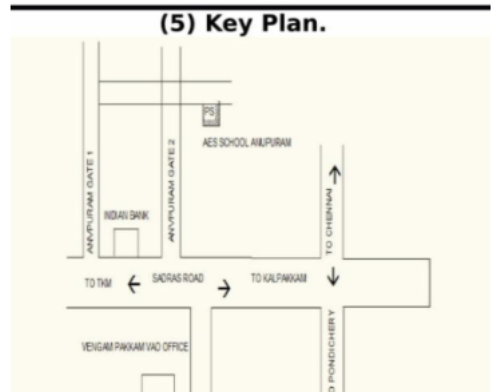 (5) Key Plan.
PS
AES SCHOOL ANUPURAM
ANUPURAM GATE 1
ANUPURAM GATE 2
INDIAN BANK
TO CHENNAI
TO TKM
SADRAS ROAD
TO KALPAKKAM
VENGAM PAKKAM VAO OFFICE
PONDICHERY